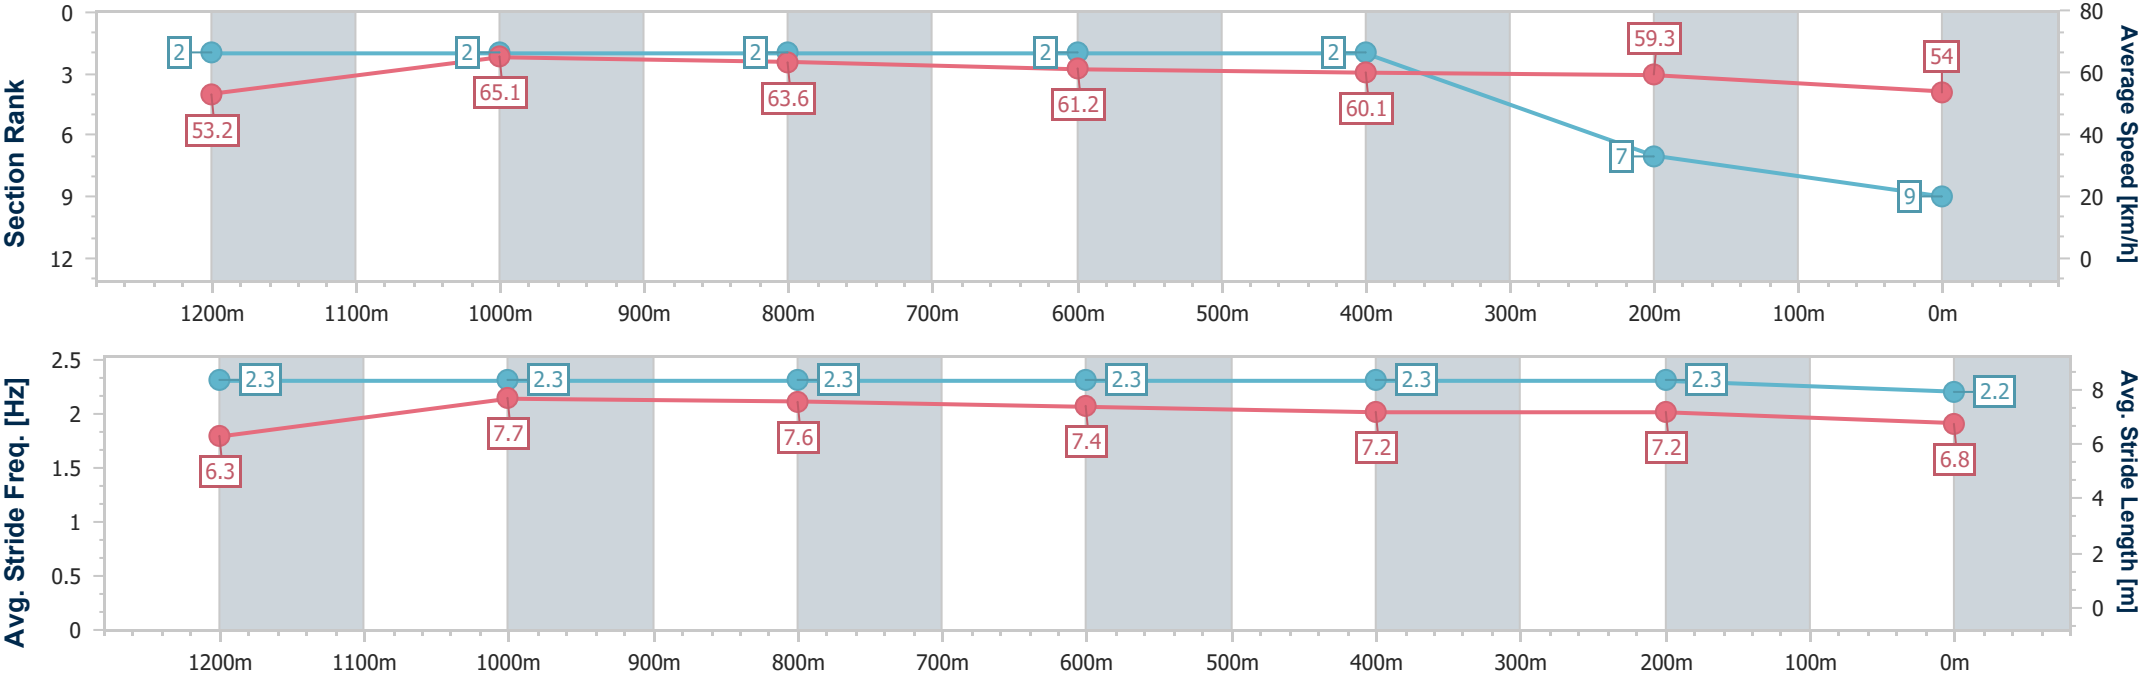 Section Rank
0
3
6
9
12
80
60
40
20
0
Average Speed [km/h]
2 2 2 2 2 7 9
53.2 65.1 63.6 61.2 60.1 59.3 54
1200m 1100m 1000m 900m 800m 700m 600m 500m 400m 300m 200m 100m 0m
Avg. Stride Freq. [Hz]
2.5
2
1.5
1
0.5
0
8
6
4
2
0
Avg. Stride Length [m]
2.3 2.3 2.3 2.3 2.3 2.3 2.2
6.3 7.7 7.6 7.4 7.2 7.2 6.8
1200m 1100m 1000m 900m 800m 700m 600m 500m 400m 300m 200m 100m 0m